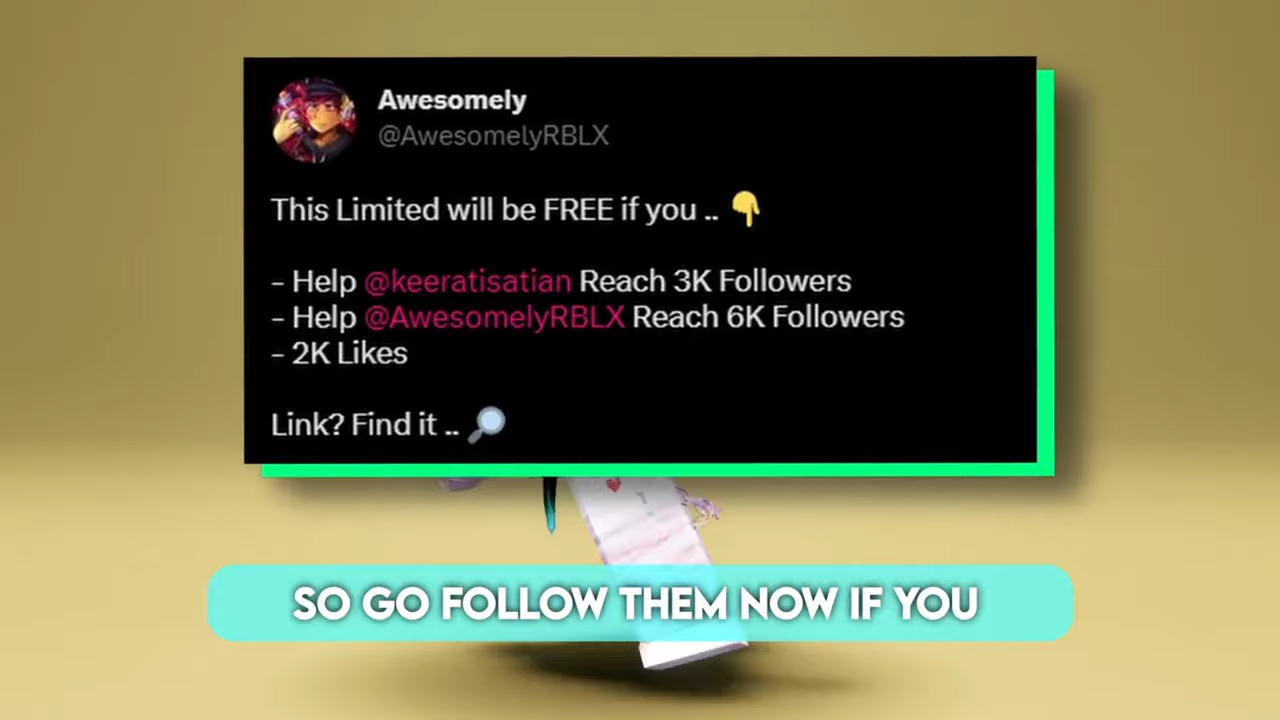 Awesomely
@AwesomelyRBLX
This Limited will be FREE if you .. 👇
- Help @keeratisatian Reach 3K Followers
- Help @AwesomelyRBLX Reach 6K Followers
- 2K Likes
Link? Find it .. 🔎
SO GO FOLLOW THEM NOW IF YOU